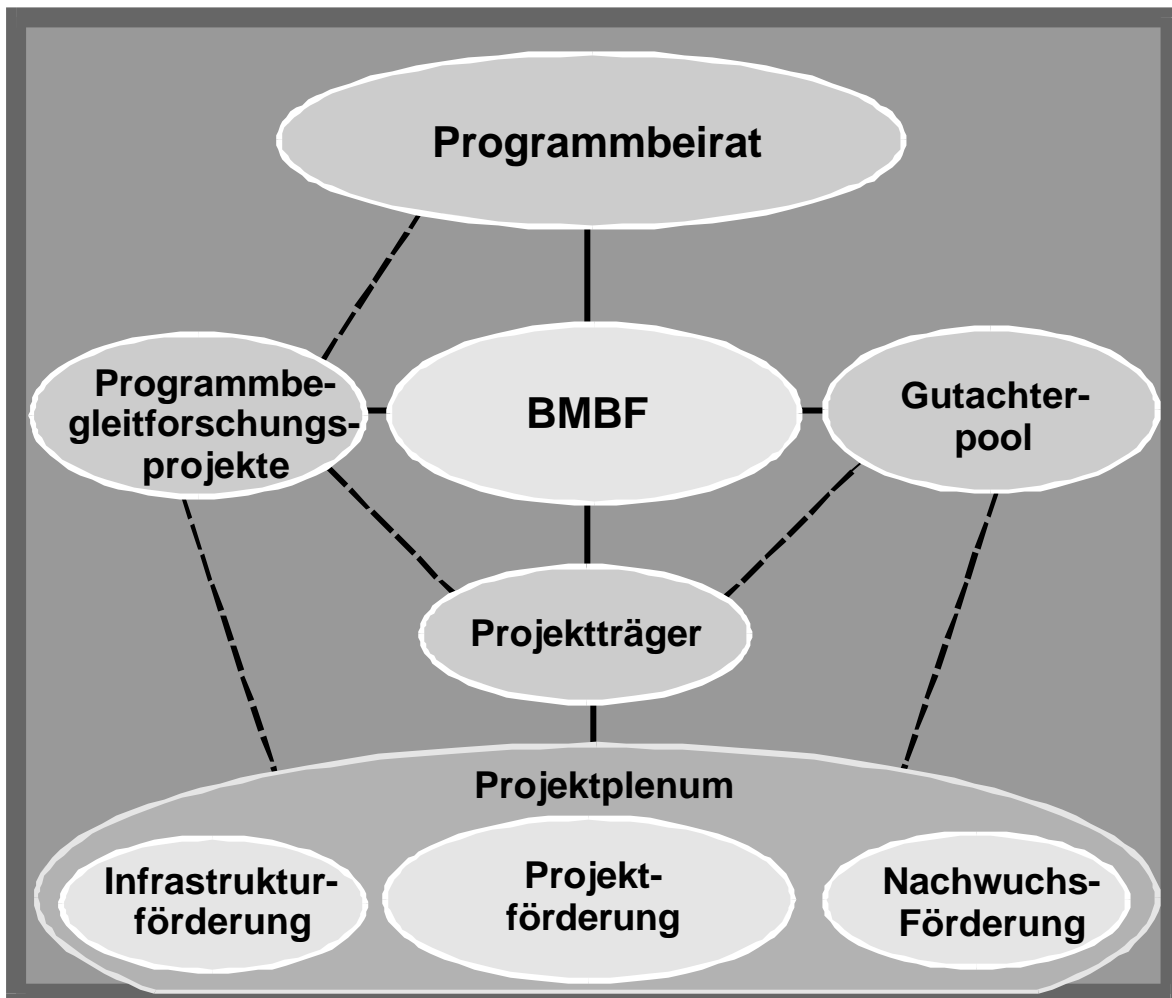 Programmbeirat
Programmbe-
gleitforschungs-
projekte
BMBF
Gutachter-
pool
Projektträger
Projektplenum
Infrastruktur-
förderung
Projekt-
förderung
Nachwuchs-
Förderung